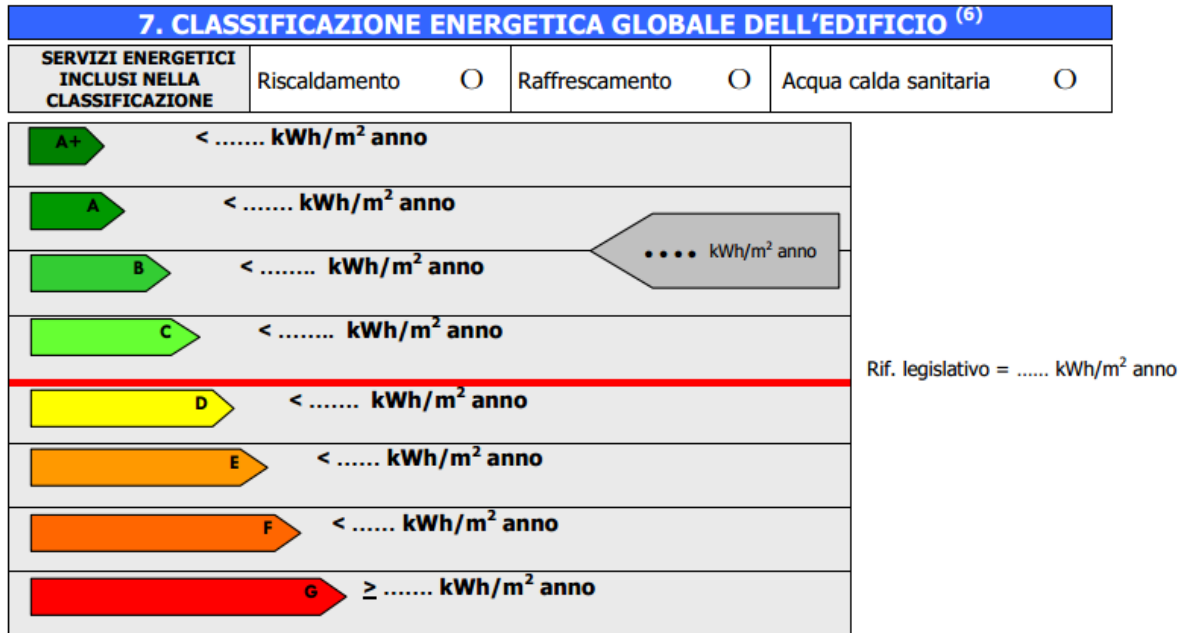 7. CLASSIFICAZIONE ENERGETICA GLOBALE DELL'EDIFICIO (6)
SERVIZI ENERGETICI
INCLUSI NELLA
CLASSIFICAZIONE
Riscaldamento O
Raffrescamento O
Acqua calda sanitaria O
A+ < ....... kWh/m² anno
A < ....... kWh/m² anno
•••• kWh/m² anno
B < ........ kWh/m² anno
C < ........ kWh/m² anno
Rif. legislativo = ...... kWh/m² anno
D < ....... kWh/m² anno
E < ...... kWh/m² anno
F < ...... kWh/m² anno
G ≥ ....... kWh/m² anno